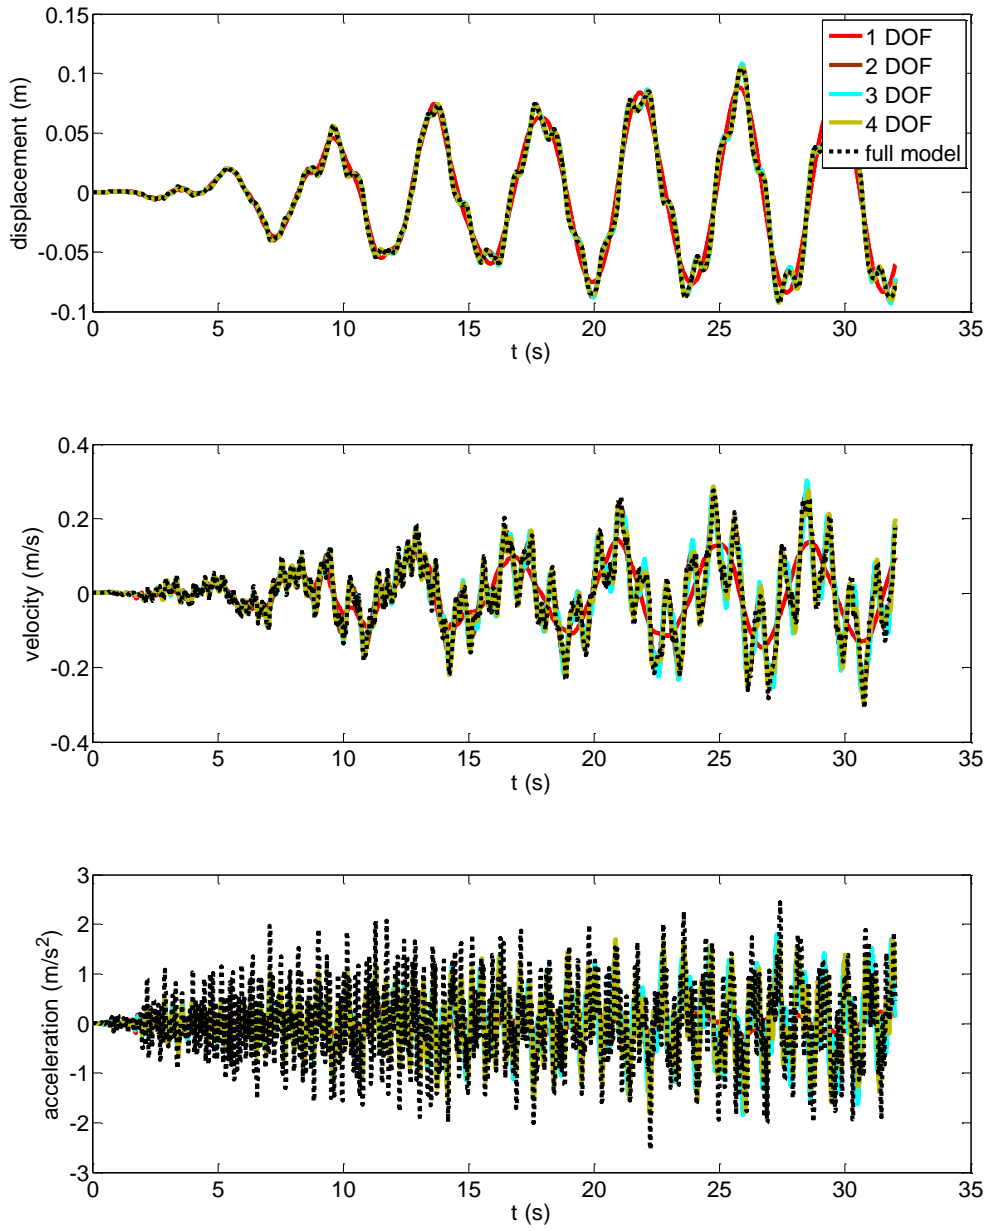 0.15
0.1
0.05
0
-0.05
-0.1
displacement (m)
0 5 10 15 20 25 30 35
t (s)
1 DOF
2 DOF
3 DOF
4 DOF
full model
0.4
0.2
0
-0.2
-0.4
velocity (m/s)
0 5 10 15 20 25 30 35
t (s)
3
2
1
0
-1
-2
-3
acceleration (m/s²)
0 5 10 15 20 25 30 35
t (s)